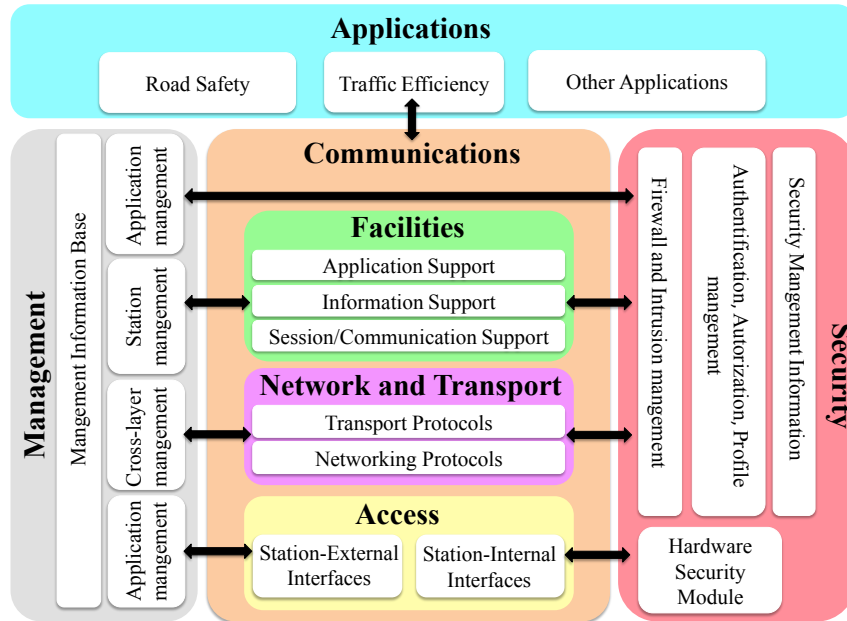 Applications
Road Safety
Traffic Efficiency
Other Applications
Management
Mangement Information Base
Application
mangement
Station
mangement
Cross-layer
mangement
Application
mangement
Communications
Facilities
Application Support
Information Support
Session/Communication Support
Network and Transport
Transport Protocols
Networking Protocols
Access
Station-External
Interfaces
Station-Internal
Interfaces
Firewall and Intrusion mangement
Authentification, Autorization, Profile
mangement
Security Mangement Information
Security
Hardware
Security
Module